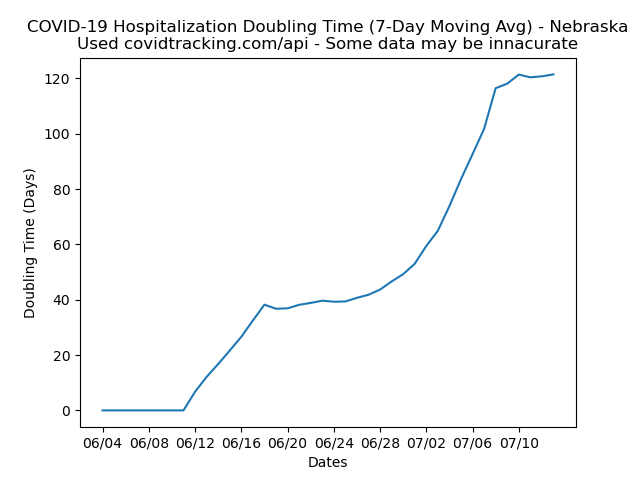 COVID-19 Hospitalization Doubling Time (7-Day Moving Avg) - Nebraska
Used covidtracking.com/api - Some data may be innacurate
120
100
80
60
40
20
0
Doubling Time (Days)
06/04 06/08 06/12 06/16 06/20 06/24 06/28 07/02 07/06 07/10
Dates